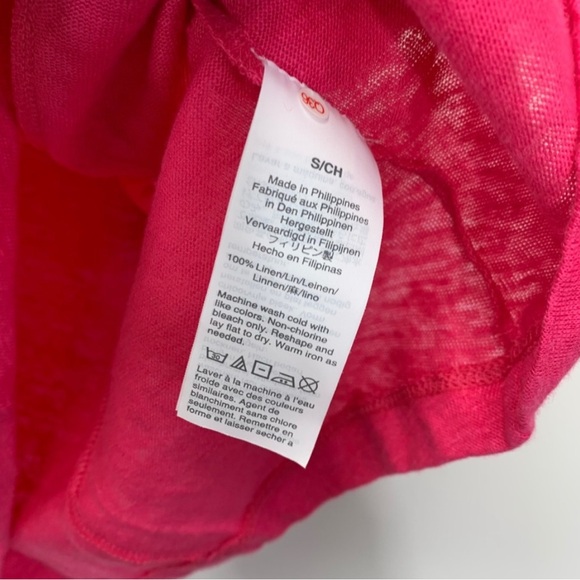 S/CH
Made in Philippines
Fabriqué aux Philippines
in Den Philippinen
Hergestellt
Vervaardigd in Filipijnen
フィリピン製
Hecho en Filipinas
100% Linen/Lin/Leinen/
Linnen/麻/lino
Machine wash cold with
like colors. Non-chlorine
bleach only. Reshape and
lay flat to dry. Warm iron as
needed.
Laver à la machine à l'eau
froide avec des couleurs
similaires. Agent de
blanchiment sans chlore
seulement. Remettre en
forme et laisser secher a